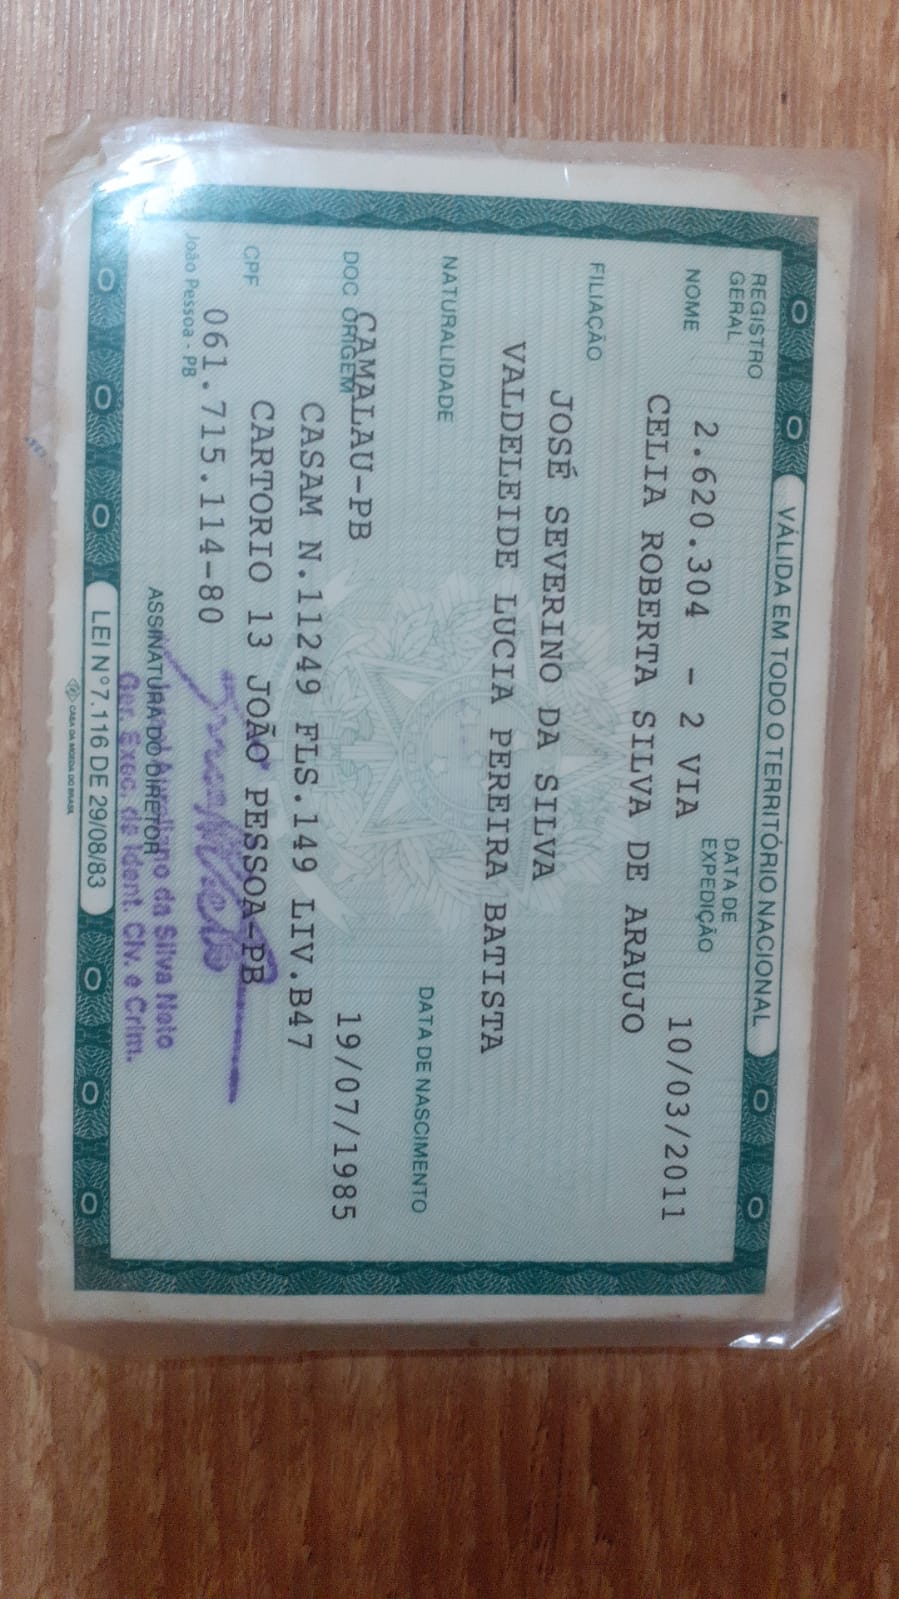 VÁLIDA EM TODO O TERRITÓRIO NACIONAL
REGISTRO GERAL 2.620.304 - 2 VIA DATA DE EXPEDIÇÃO 10/03/2011
NOME CELIA ROBERTA SILVA DE ARAUJO
FILIAÇÃO
JOSÉ SEVERINO DA SILVA
VALDELEIDE LUCIA PEREIRA BATISTA
NATURALIDADE DATA DE NASCIMENTO
CAMALAU-PB 19/07/1985
DOC ORIGEM
CASAM N.11249 FLS.149 LIV.B47
CARTORIO 13 JOÃO PESSOA-PB
CPF
061.715.114-80
João Pessoa - PB
ASSINATURA DO DIRETOR
da Silva Neto
Ger. Exec. de Ident. Civ. e Crim.
LEI Nº 7.116 DE 29/08/83
CASA DA MOEDA DO BRASIL